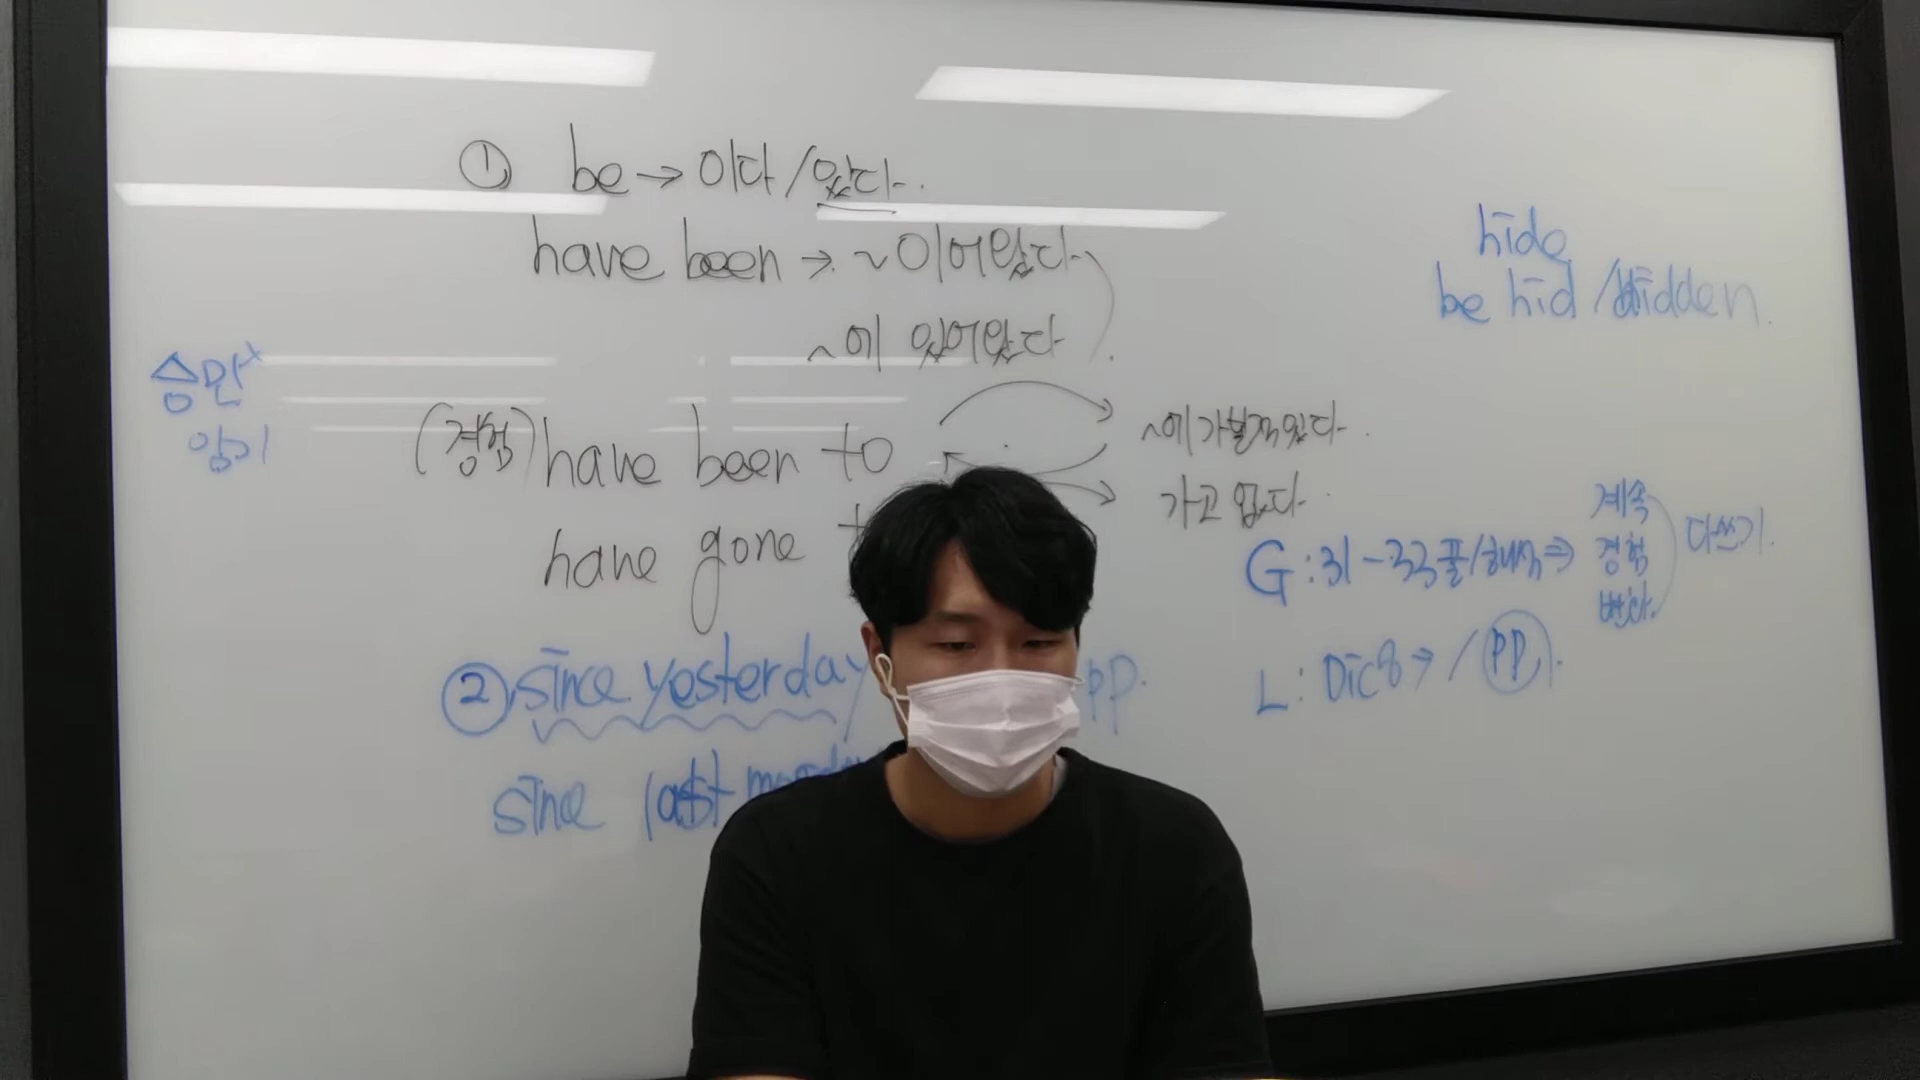 ① be → 이다 / 있다.
have been → ~이어왔다
~에 있어왔다
(경험) have been to
~에 가본적있다.
가고 없다.
have gone
② since yesterday
pp.
since last
승만
암기
hide
be hid / hidden.
G : 31-33 풀/해석 ⇒ 계속 경험 다쓰기.
L : Dic 8 → / pp.